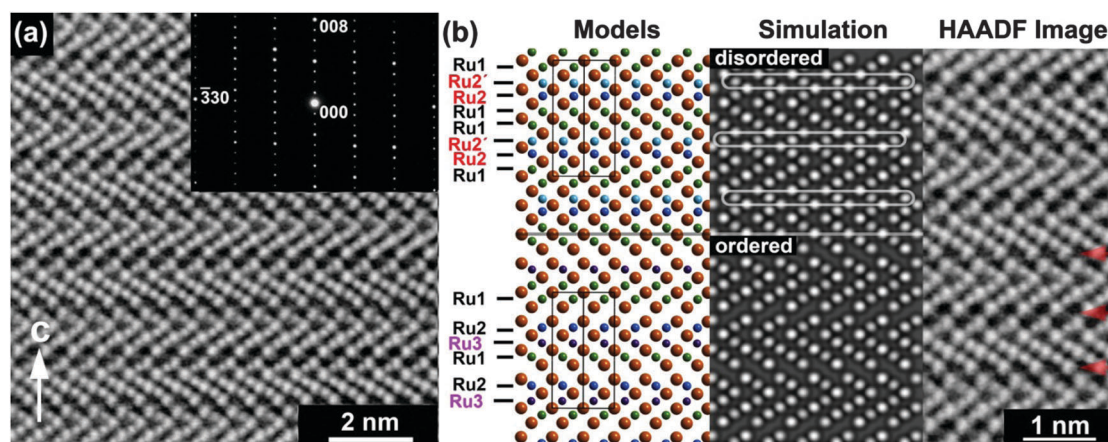 (a)
008
3̅30
000
C
2 nm
(b)
Models
Simulation
HAADF Image
Ru1
Ru2´
Ru2
Ru1
Ru1
Ru2´
Ru2
Ru1
disordered
ordered
Ru1
Ru2
Ru3
Ru1
Ru2
Ru3
1 nm